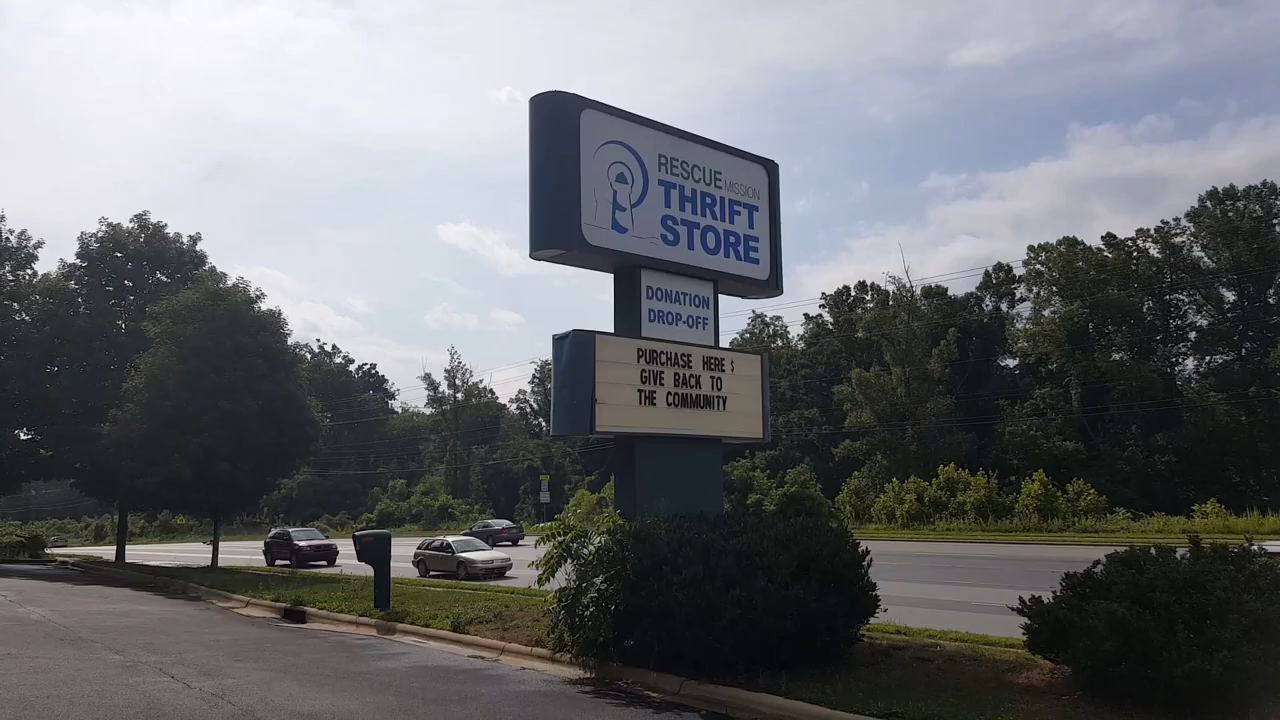 RESCUE MISSION
THRIFT
STORE
DONATION
DROP-OFF
PURCHASE HERE $
GIVE BACK TO
THE COMMUNITY